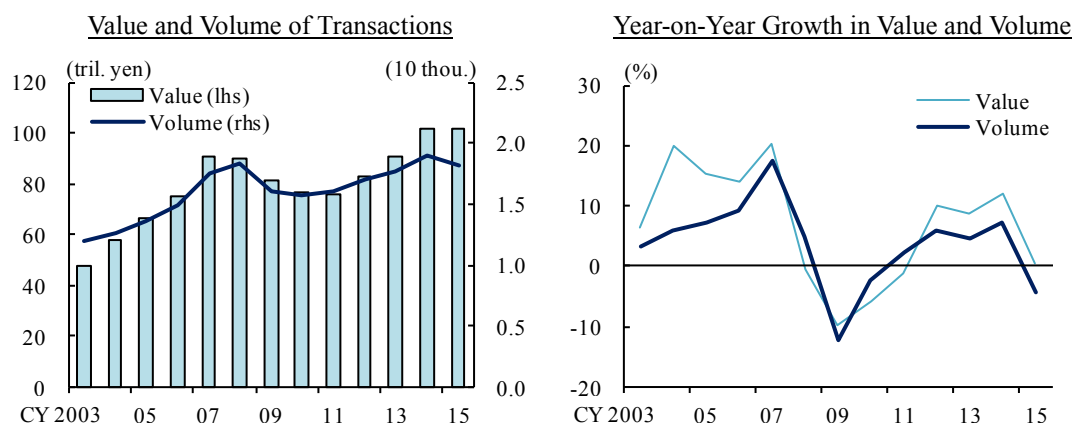 Value and Volume of Transactions
(tril. yen)
(10 thou.)
120
100
80
60
40
20
0
2.5
2.0
1.5
1.0
0.5
0.0
Value (lhs)
Volume (rhs)
CY 2003 05 07 09 11 13 15
Year-on-Year Growth in Value and Volume
(%)
30
20
10
0
-10
-20
Value
Volume
CY 2003 05 07 09 11 13 15